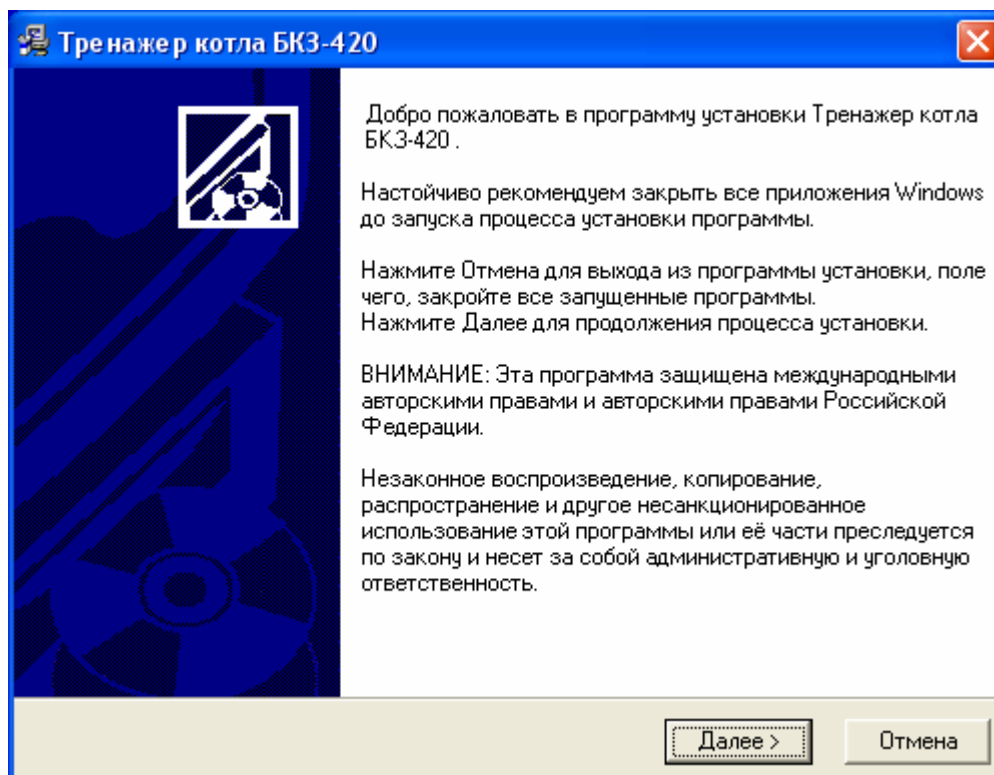 Тренажер котла БКЗ-420
Добро пожаловать в программу установки Тренажер котла
БКЗ-420 .
Настойчиво рекомендуем закрыть все приложения Windows
до запуска процесса установки программы.
Нажмите Отмена для выхода из программы установки, поле
чего, закройте все запущенные программы.
Нажмите Далее для продолжения процесса установки.
ВНИМАНИЕ: Эта программа защищена международными
авторскими правами и авторскими правами Российской
Федерации.
Незаконное воспроизведение, копирование,
распространение и другое несанкционированное
использование этой программы или её части преследуется
по закону и несет за собой административную и уголовную
ответственность.
Далее >
Отмена